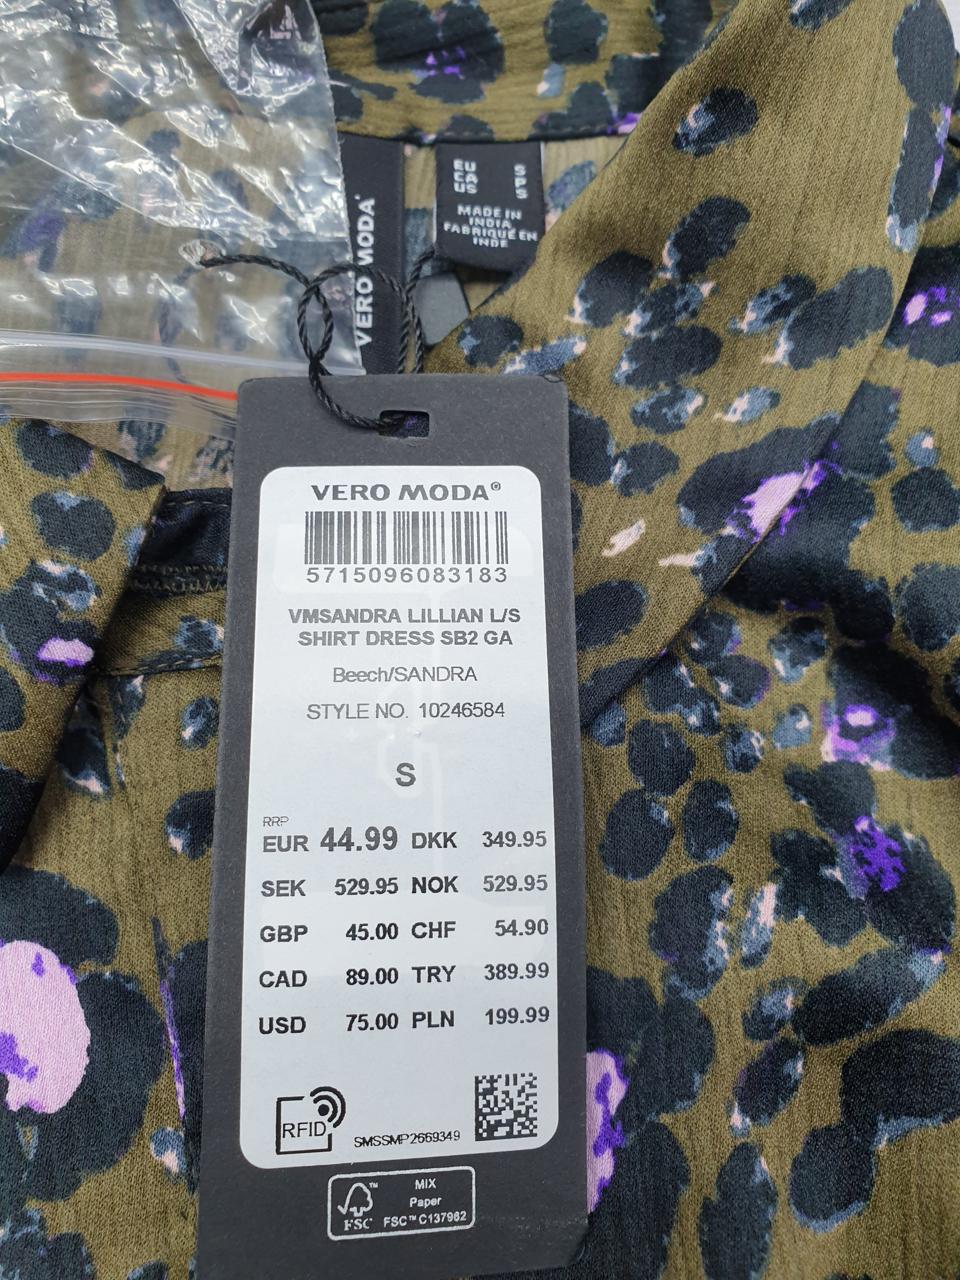 EU S
CA P
US S
MADE IN
INDIA
FABRIQUÉ EN
INDE
VERO MODA
VERO MODA®
5715096083183
VMSANDRA LILLIAN L/S
SHIRT DRESS SB2 GA
Beech/SANDRA
STYLE NO. 10246584
S
RRP
EUR 44.99 DKK 349.95
SEK 529.95 NOK 529.95
GBP 45.00 CHF 54.90
CAD 89.00 TRY 389.99
USD 75.00 PLN 199.99
RFID
SMSSMP2669349
FSC™
MIX
Paper
FSC™ C137982